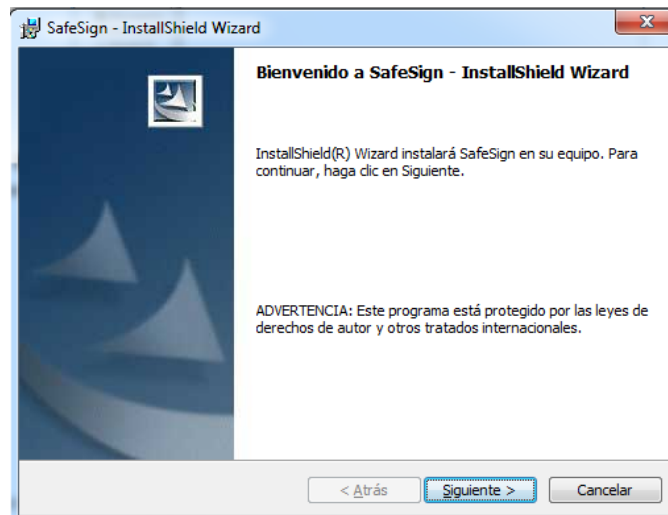 SafeSign - InstallShield Wizard
Bienvenido a SafeSign - InstallShield Wizard
InstallShield(R) Wizard instalará SafeSign en su equipo. Para
continuar, haga clic en Siguiente.
ADVERTENCIA: Este programa está protegido por las leyes de
derechos de autor y otros tratados internacionales.
< Atrás
Siguiente >
Cancelar